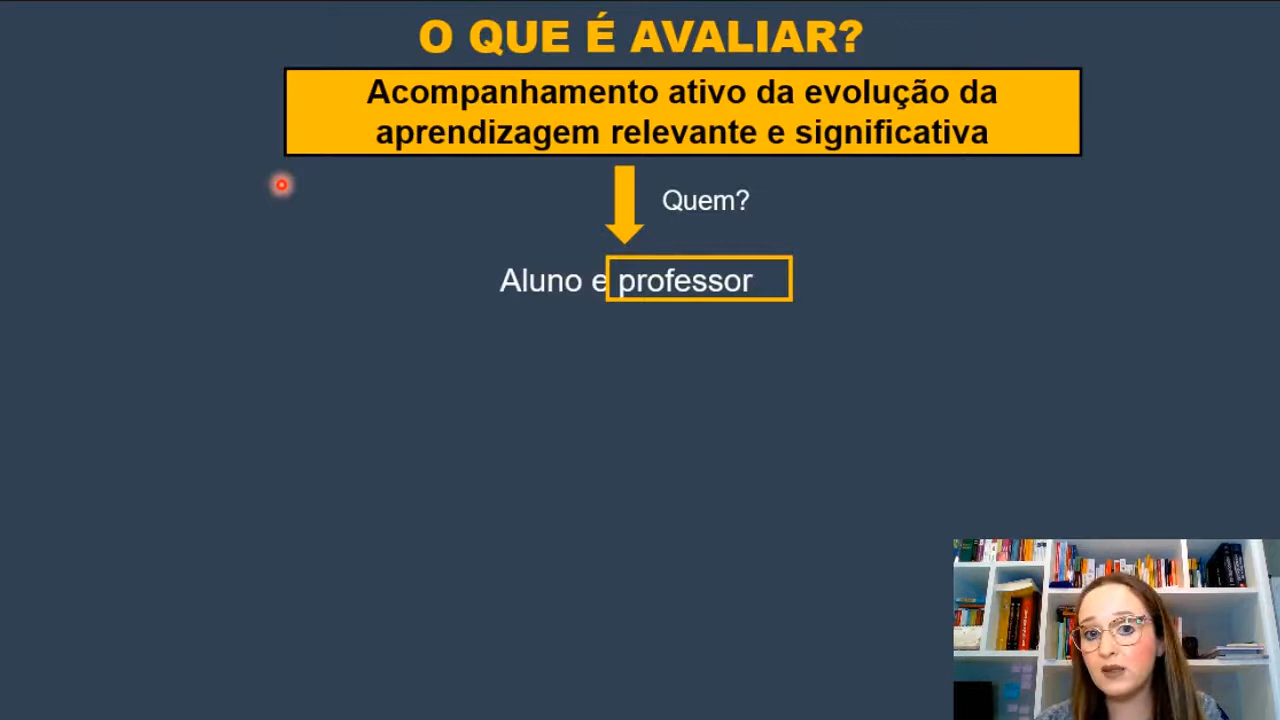 O QUE É AVALIAR?
Acompanhamento ativo da evolução da
aprendizagem relevante e significativa
Quem?
Aluno e professor